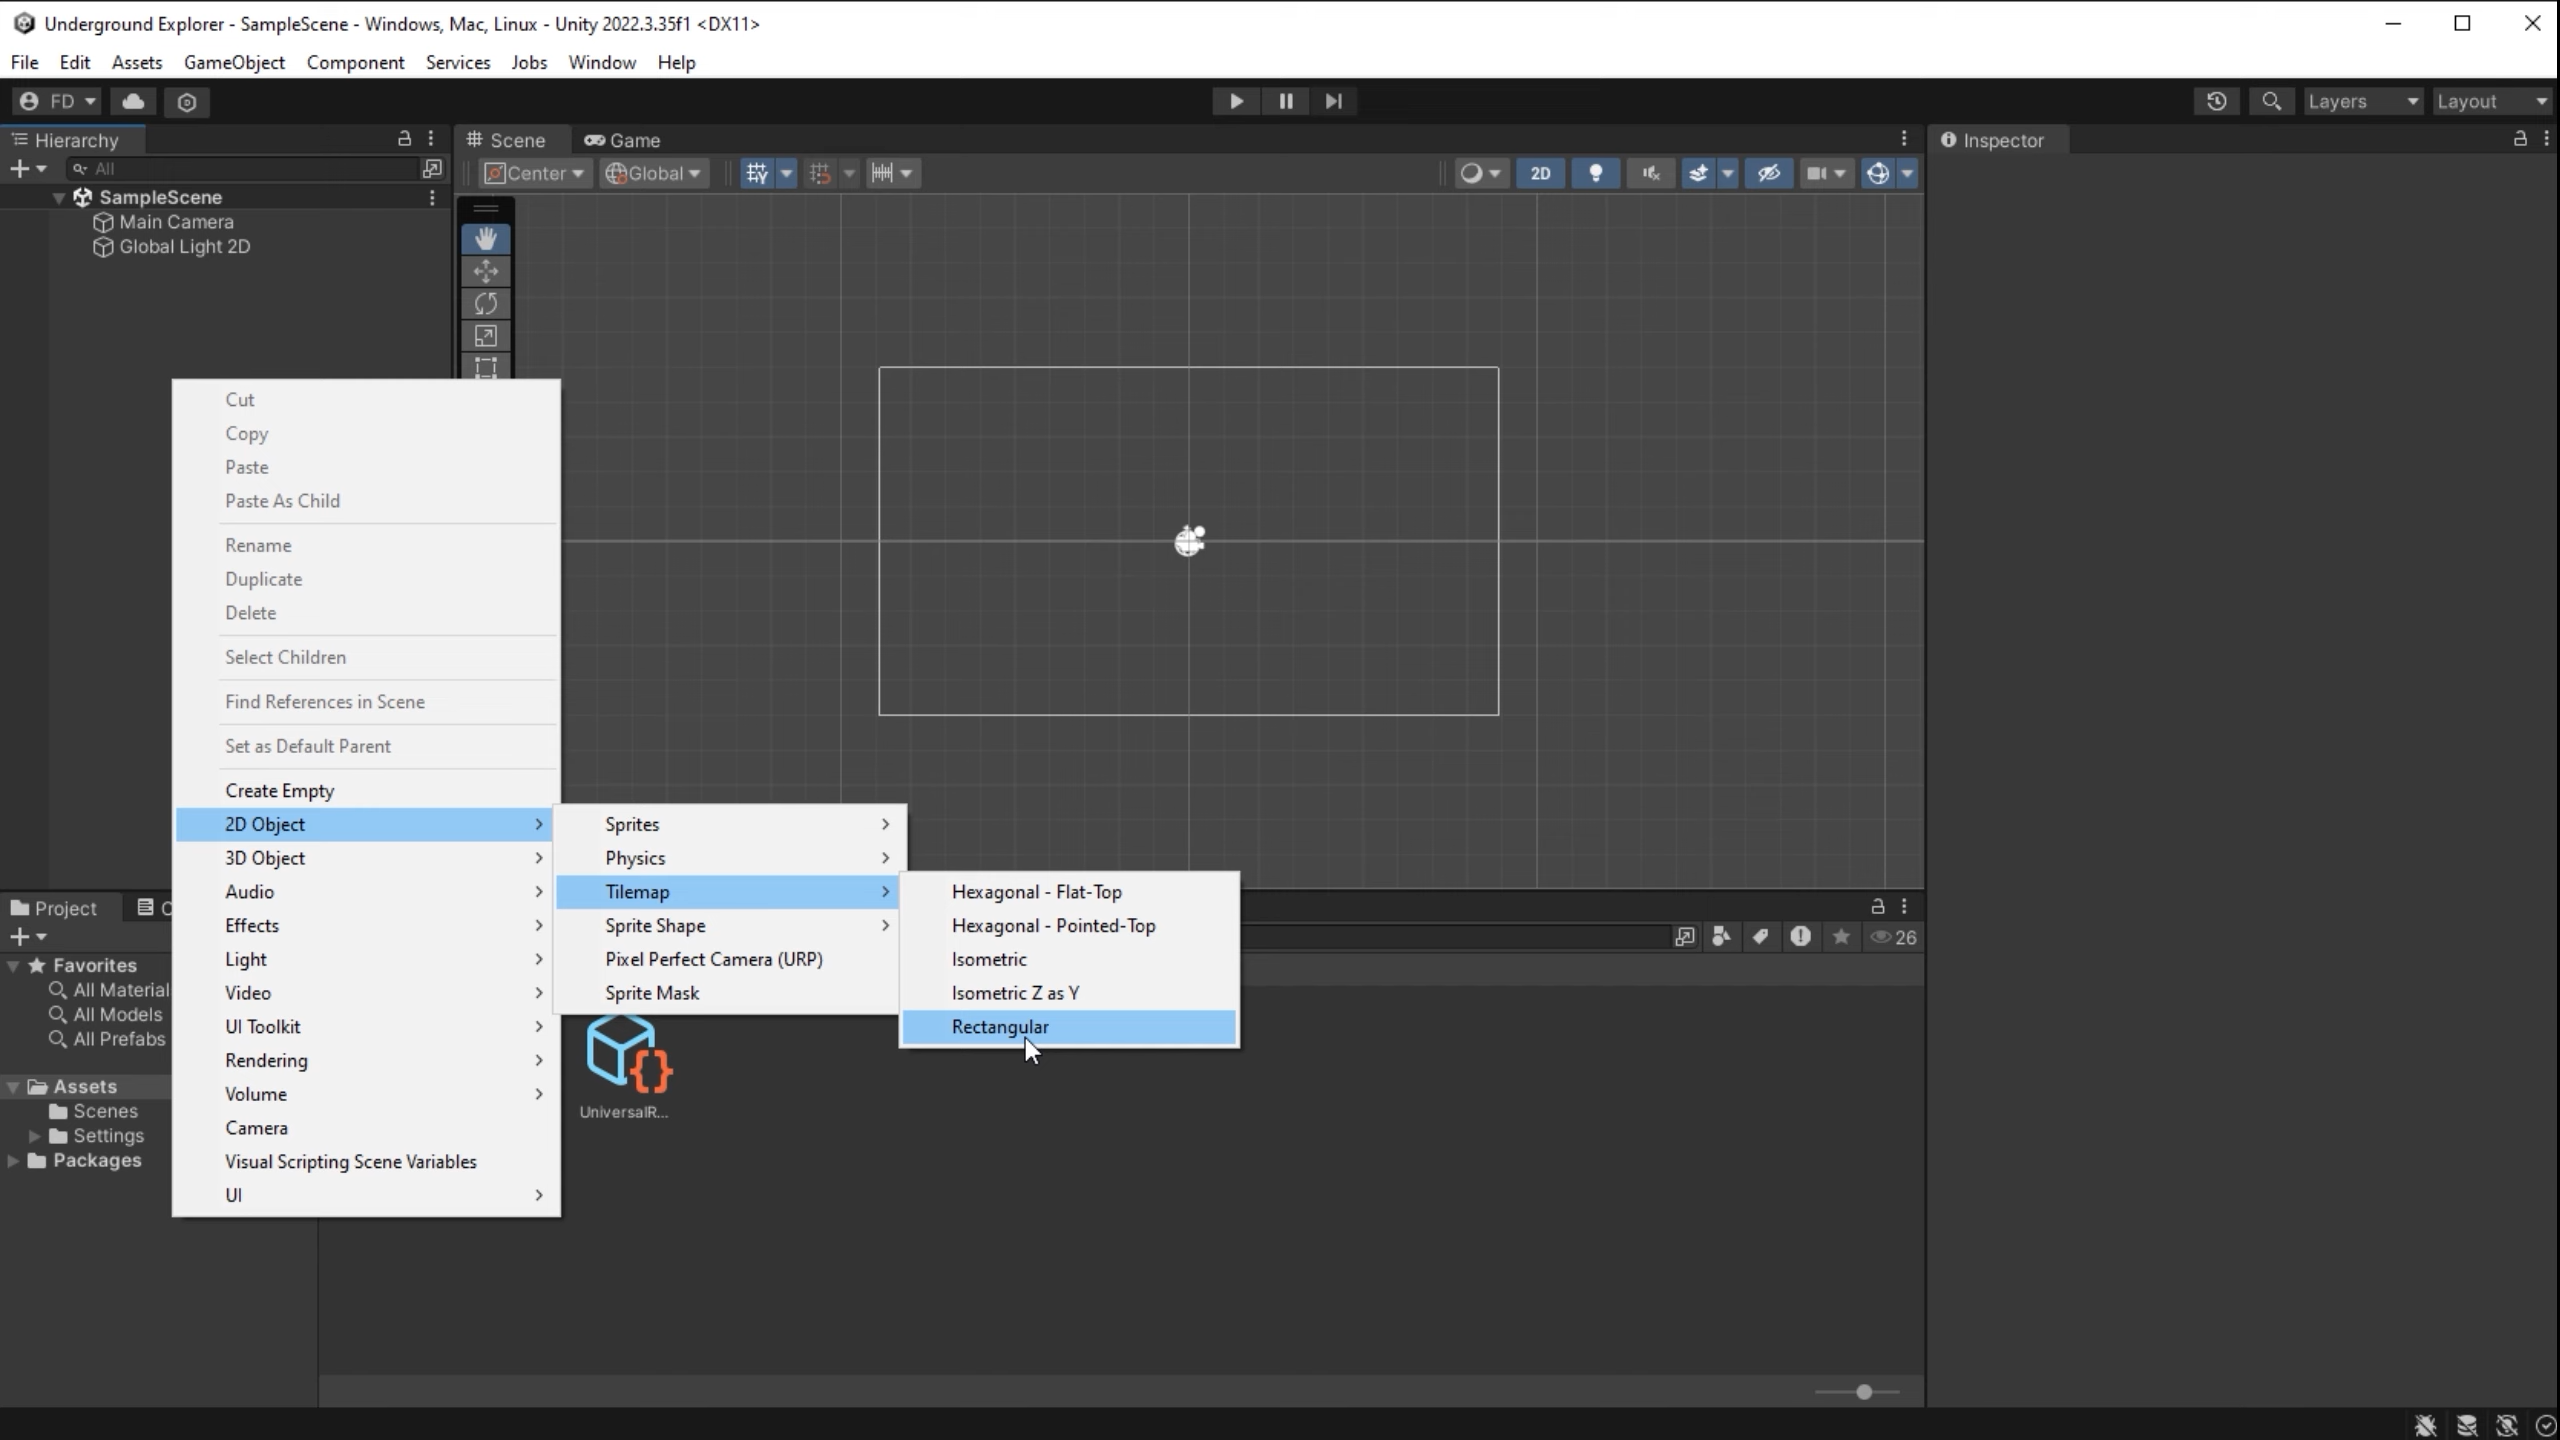 Underground Explorer - SampleScene - Windows, Mac, Linux - Unity 2022.3.35f1 <DX11>
File Edit Assets GameObject Component Services Jobs Window Help
FD Layers Layout
Hierarchy
Scene Game
Inspector
All
Center Global 2D
SampleScene
Main Camera
Global Light 2D
Cut
Copy
Paste
Paste As Child
Rename
Duplicate
Delete
Select Children
Find References in Scene
Set as Default Parent
Create Empty
2D Object
3D Object
Audio
Effects
Light
Video
UI Toolkit
Rendering
Volume
Camera
Visual Scripting Scene Variables
UI
Sprites
Physics
Tilemap
Sprite Shape
Pixel Perfect Camera (URP)
Sprite Mask
Hexagonal - Flat-Top
Hexagonal - Pointed-Top
Isometric
Isometric Z as Y
Rectangular
Project
26
Favorites
All Material
All Models
All Prefabs
Assets
Scenes
Settings
Packages
UniversalR...